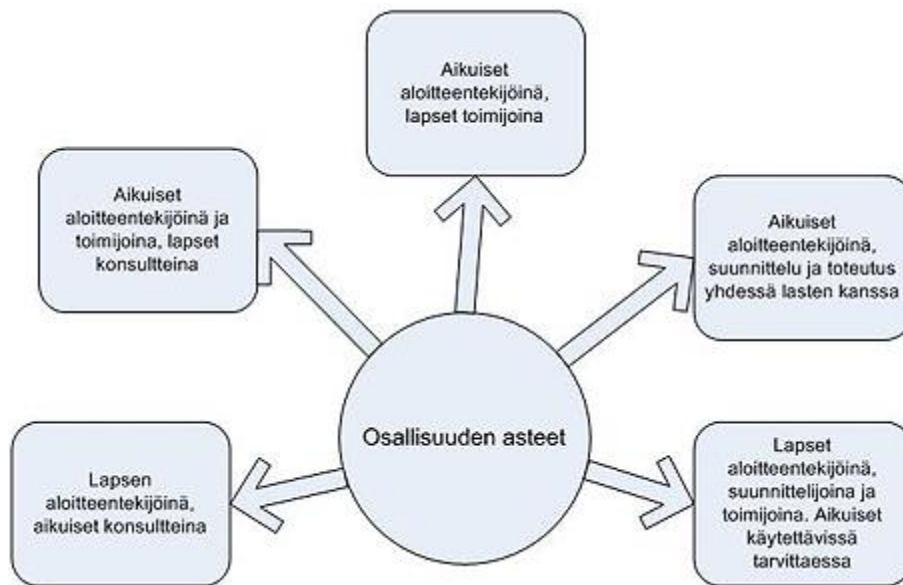 Aikuiset
aloitteentekijöinä,
lapset toimijoina
Aikuiset
aloitteentekijöinä ja
toimijoina, lapset
konsultteina
Aikuiset
aloitteentekijöinä,
suunnittelu ja toteutus
yhdessä lasten kanssa
Osallisuuden asteet
Lapsen
aloitteentekijöinä,
aikuiset konsultteina
Lapset
aloitteentekijöinä,
suunnittelijoina ja
toimijoina. Aikuiset
käytettävissä
tarvittaessa